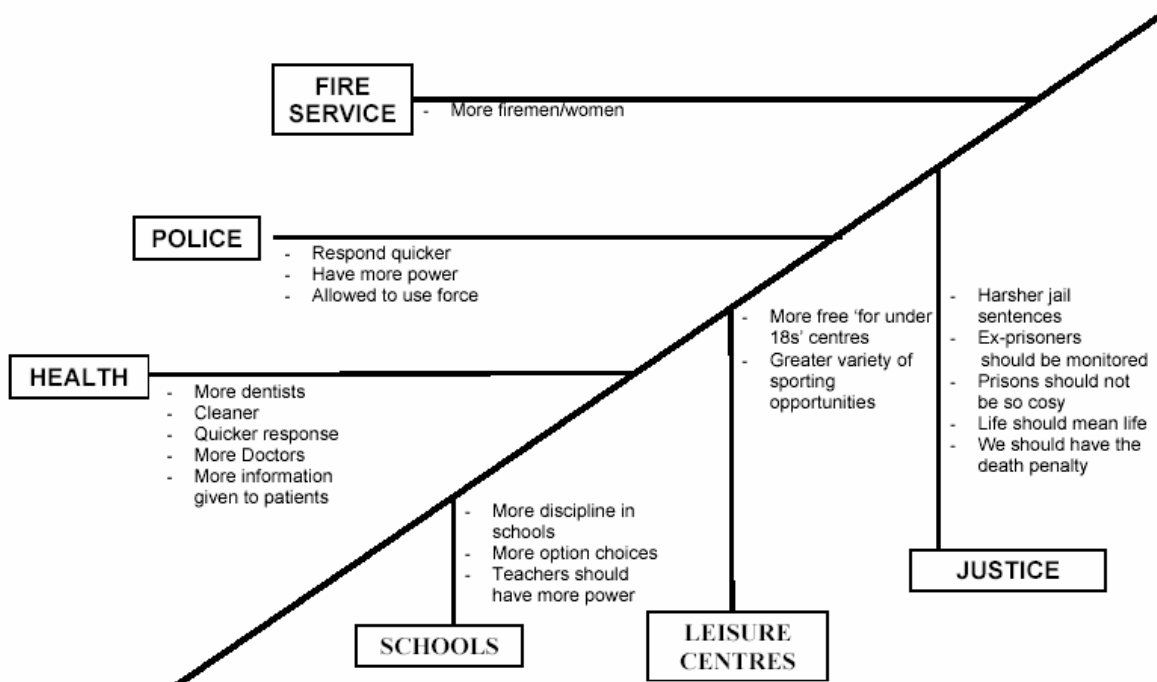 FIRE
SERVICE
- More firemen/women
POLICE
- Respond quicker
- Have more power
- Allowed to use force
HEALTH
- More dentists
- Cleaner
- Quicker response
- More Doctors
- More information
given to patients
- More discipline in
schools
- More option choices
- Teachers should
have more power
SCHOOLS
- More free ‘for under
18s’ centres
- Greater variety of
sporting
opportunities
LEISURE
CENTRES
- Harsher jail
sentences
- Ex-prisoners
should be monitored
- Prisons should not
be so cosy
- Life should mean life
- We should have the
death penalty
JUSTICE